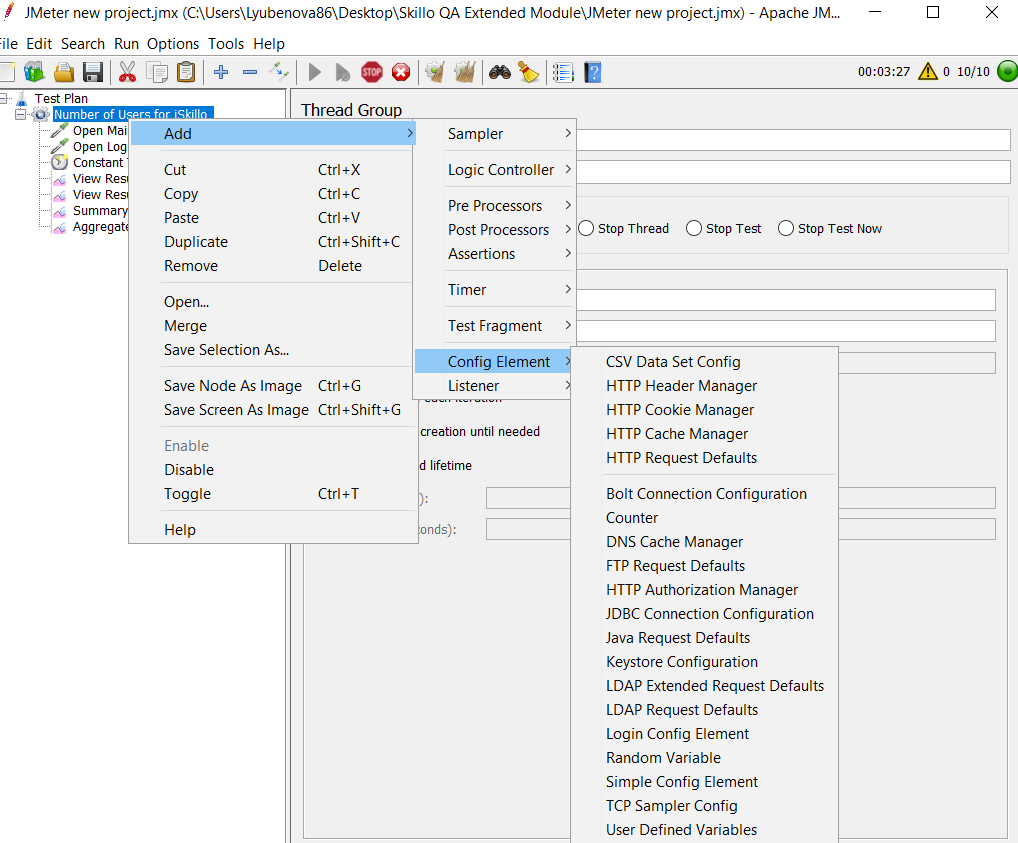 JMeter new project.jmx (C:\Users\Lyubenova86\Desktop\Skillo QA Extended Module\JMeter new project.jmx) - Apache JM...
ile Edit Search Run Options Tools Help
STOP
00:03:27 0 10/10
Test Plan
Number of Users for iSkillo
Open Mai
Open Log
Constant
View Resu
View Resu
Summary
Aggregate
Thread Group
Add
Cut Ctrl+X
Copy Ctrl+C
Paste Ctrl+V
Duplicate Ctrl+Shift+C
Remove Delete
Open...
Merge
Save Selection As...
Save Node As Image Ctrl+G
Save Screen As Image Ctrl+Shift+G
Enable
Disable
Toggle Ctrl+T
Help
Sampler
Logic Controller
Pre Processors
Post Processors
Assertions
Timer
Test Fragment
Config Element
Listener
Stop Thread Stop Test Stop Test Now
each iteration
creation until needed
d lifetime
):
onds):
CSV Data Set Config
HTTP Header Manager
HTTP Cookie Manager
HTTP Cache Manager
HTTP Request Defaults
Bolt Connection Configuration
Counter
DNS Cache Manager
FTP Request Defaults
HTTP Authorization Manager
JDBC Connection Configuration
Java Request Defaults
Keystore Configuration
LDAP Extended Request Defaults
LDAP Request Defaults
Login Config Element
Random Variable
Simple Config Element
TCP Sampler Config
User Defined Variables